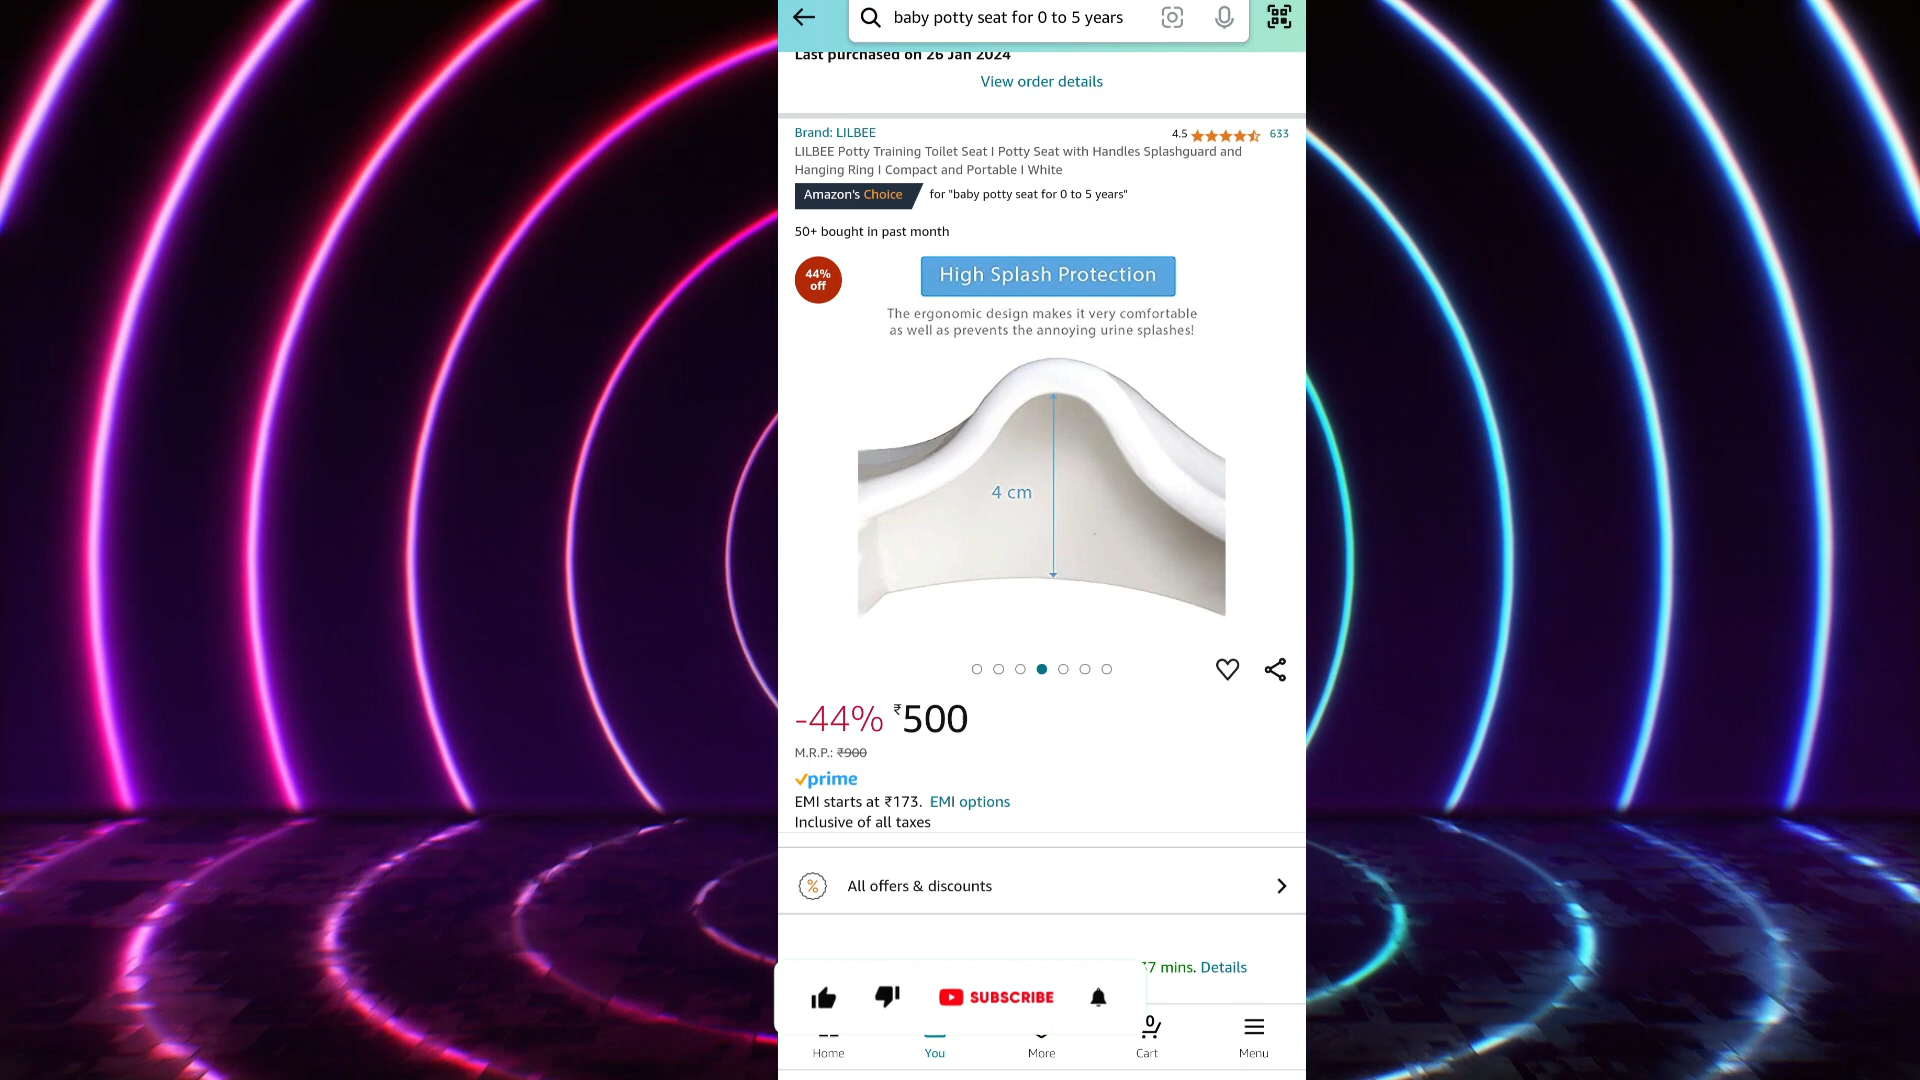 baby potty seat for 0 to 5 years
Last purchased on 26 Jan 2024
View order details
Brand: LILBEE
4.5 633
LILBEE Potty Training Toilet Seat I Potty Seat with Handles Splashguard and
Hanging Ring I Compact and Portable I White
Amazon's Choice for "baby potty seat for 0 to 5 years"
50+ bought in past month
44%
off
High Splash Protection
The ergonomic design makes it very comfortable
as well as prevents the annoying urine splashes!
4 cm
-44% ₹500
M.R.P.: ₹900
prime
EMI starts at ₹173. EMI options
Inclusive of all taxes
% All offers & discounts
mins. Details
SUBSCRIBE
0
Home You More Cart Menu